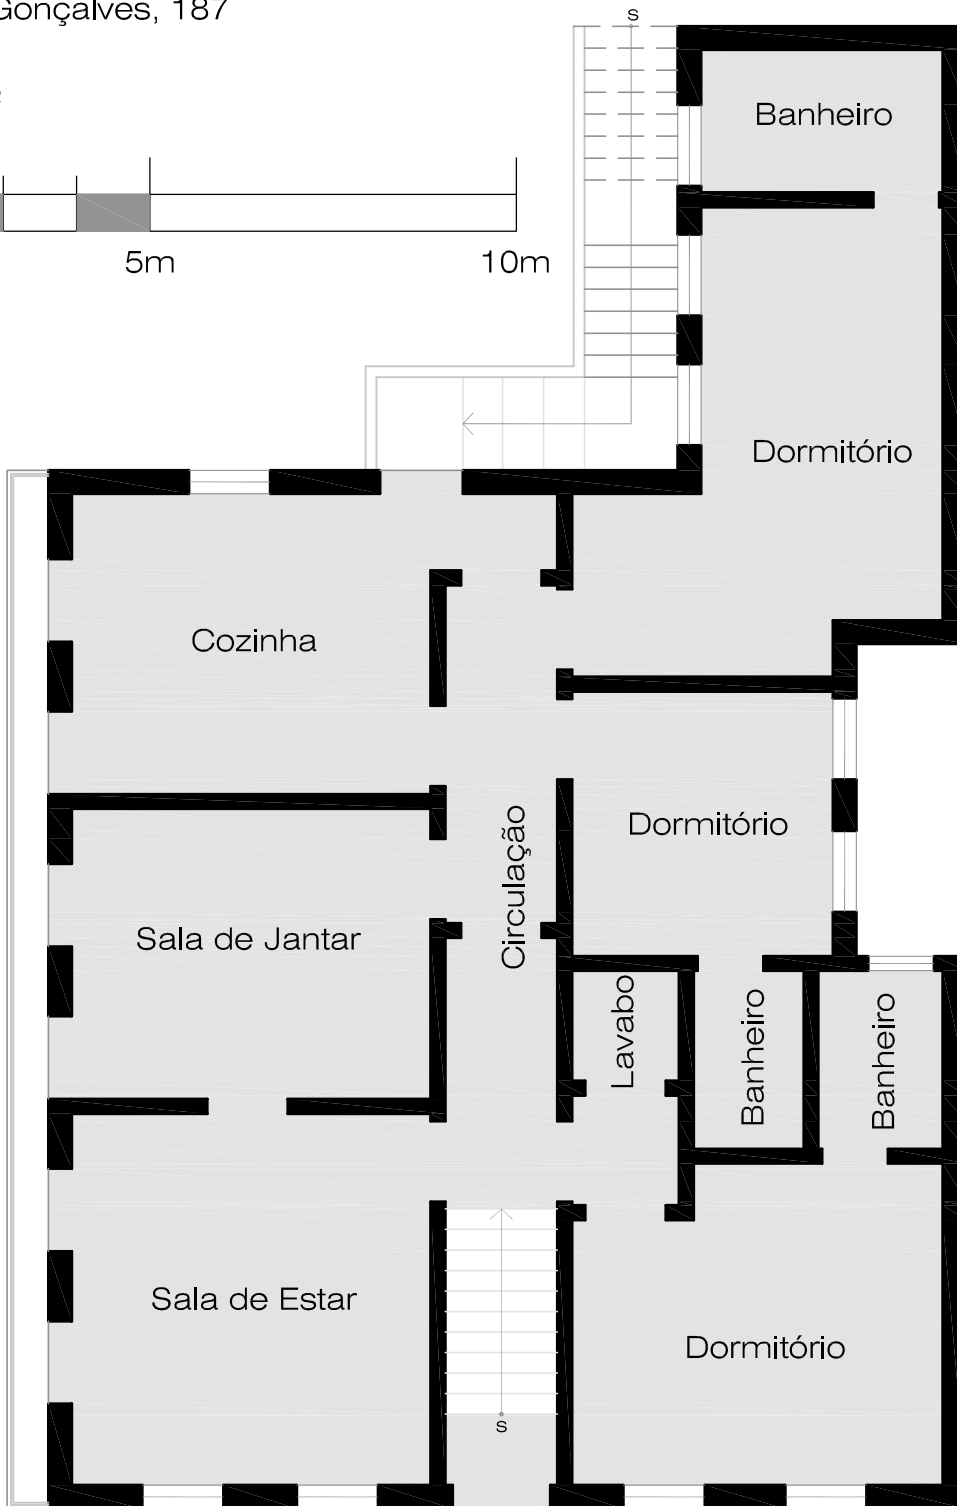 Gonçalves, 187
s
Banheiro
5m
10m
Dormitório
Cozinha
Dormitório
Circulação
Sala de Jantar
Lavabo
Banheiro
Banheiro
Sala de Estar
Dormitório
s